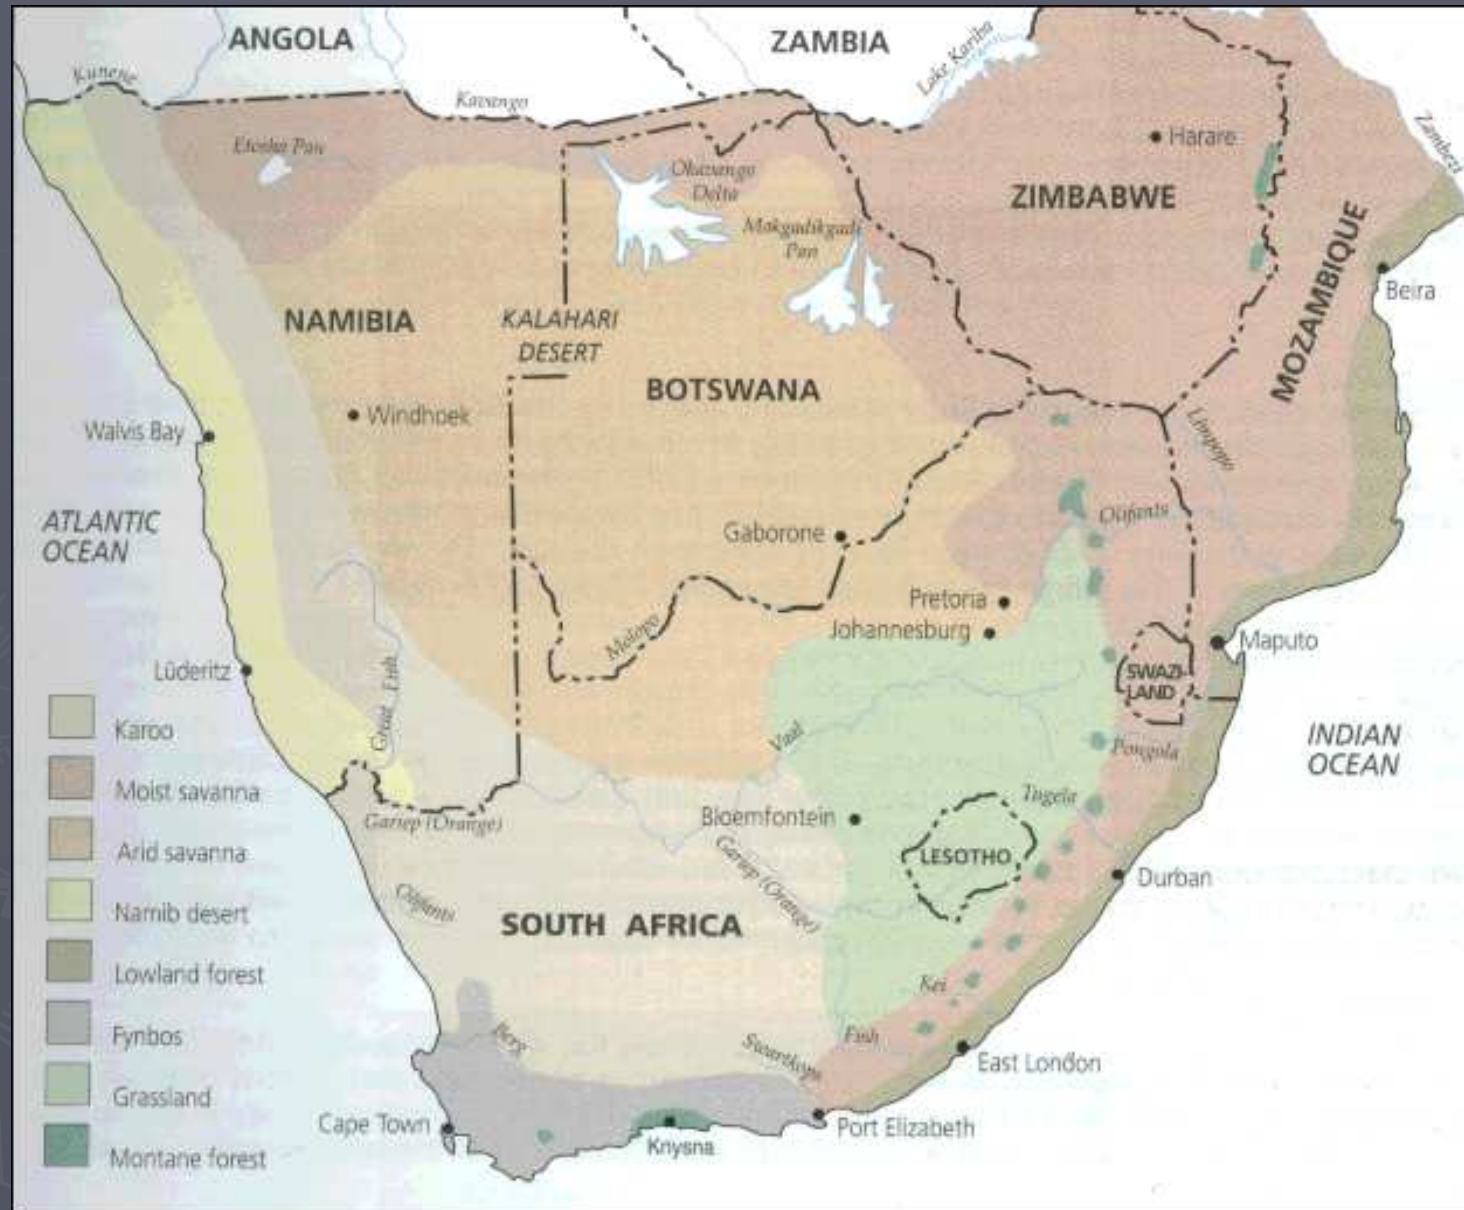 ANGOLA
ZAMBIA
Kunene
Kavango
Lake Kariba
Zambezi
Etosha Pan
Okavango
Delta
Harare
ZIMBABWE
Makgadikgadi
Pan
MOZAMBIQUE
Beira
NAMIBIA
KALAHARI
DESERT
BOTSWANA
Windhoek
Walvis Bay
Limpopo
ATLANTIC
OCEAN
Gaborone
Olifants
Pretoria
Johannesburg
Molopo
Maputo
SWAZI-
LAND
Lüderitz
Great Fish
Vaal
Pongola
INDIAN
OCEAN
Tugela
Gariep (Orange)
Bloemfontein
Gariep (Orange)
LESOTHO
Durban
Olifants
SOUTH AFRICA
Kei
Fish
Berg
Swartkops
East London
Cape Town
Knysna
Port Elizabeth
Karoo
Moist savanna
Arid savanna
Namib desert
Lowland forest
Fynbos
Grassland
Montane forest